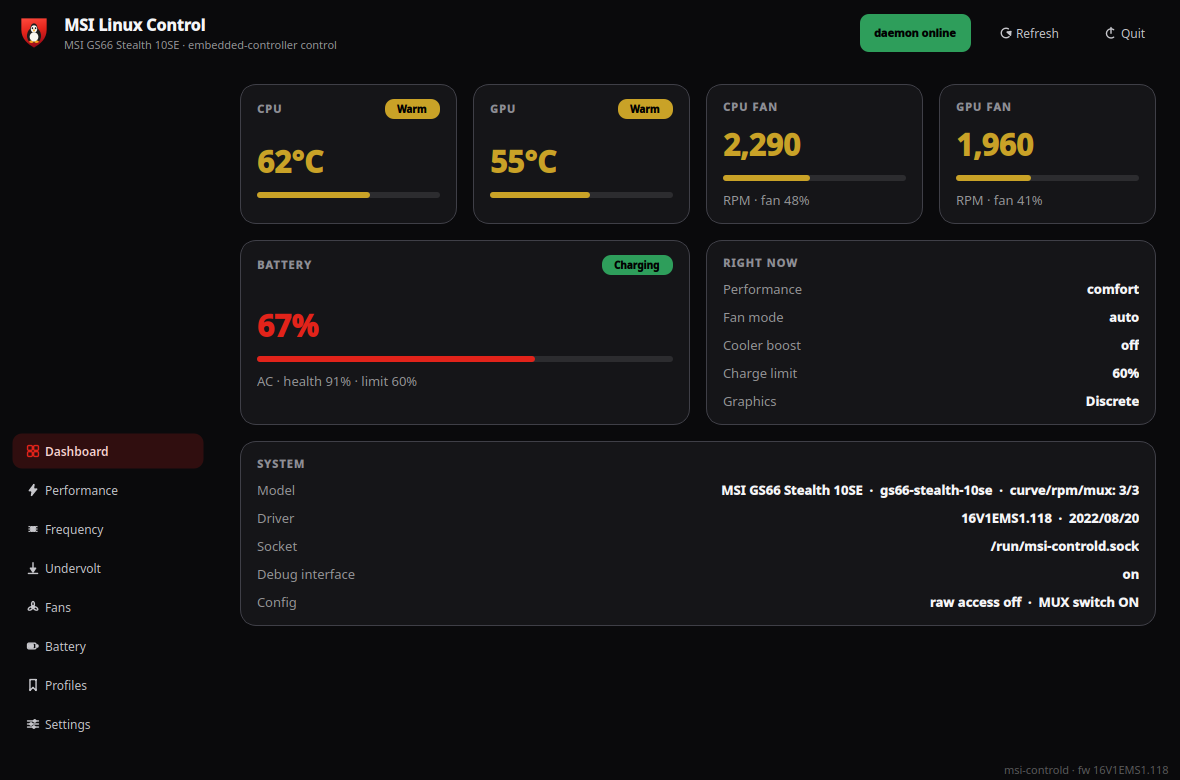 MSI Linux Control
MSI GS66 Stealth 10SE · embedded-controller control
daemon online
Refresh
Quit
CPU
Warm
62°C
GPU
Warm
55°C
CPU FAN
2,290
RPM · fan 48%
GPU FAN
1,960
RPM · fan 41%
BATTERY
Charging
67%
AC · health 91% · limit 60%
RIGHT NOW
Performance comfort
Fan mode auto
Cooler boost off
Charge limit 60%
Graphics Discrete
Dashboard
Performance
Frequency
Undervolt
Fans
Battery
Profiles
Settings
SYSTEM
Model MSI GS66 Stealth 10SE · gs66-stealth-10se · curve/rpm/mux: 3/3
Driver 16V1EMS1.118 · 2022/08/20
Socket /run/msi-controld.sock
Debug interface on
Config raw access off · MUX switch ON
msi-controld · fw 16V1EMS1.118